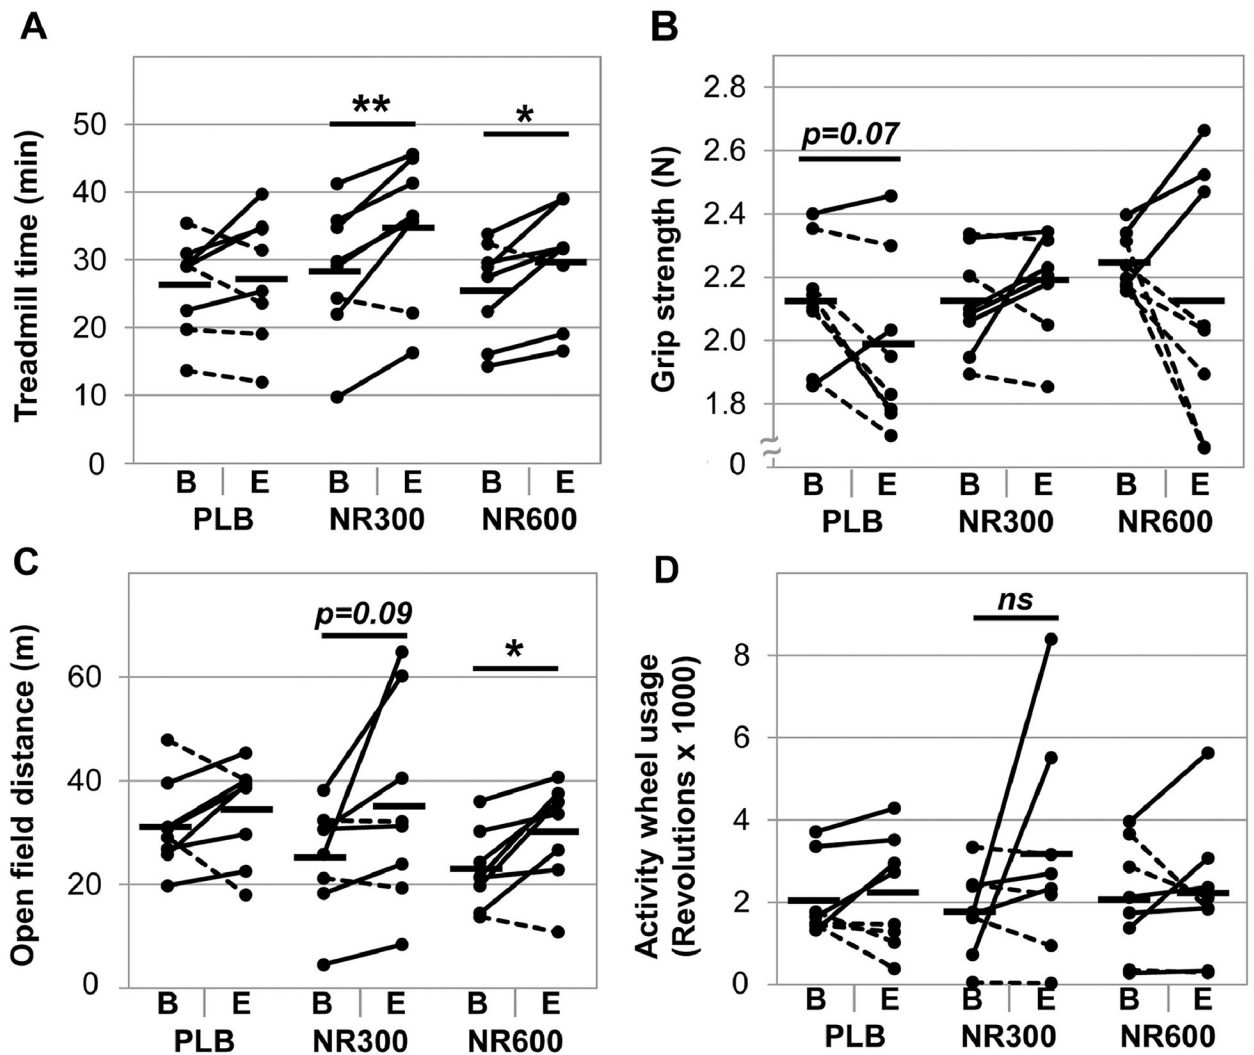 A
Treadmill time (min)
50
40
30
20
10
0
**
*
B E B E B E
PLB NR300 NR600
B
Grip strength (N)
2.8
2.6
2.4
2.2
2.0
1.8
0
p=0.07
B E B E B E
PLB NR300 NR600
C
Open field distance (m)
60
40
20
0
p=0.09
*
B E B E B E
PLB NR300 NR600
D
Activity wheel usage
(Revolutions x 1000)
8
6
4
2
0
ns
B E B E B E
PLB NR300 NR600